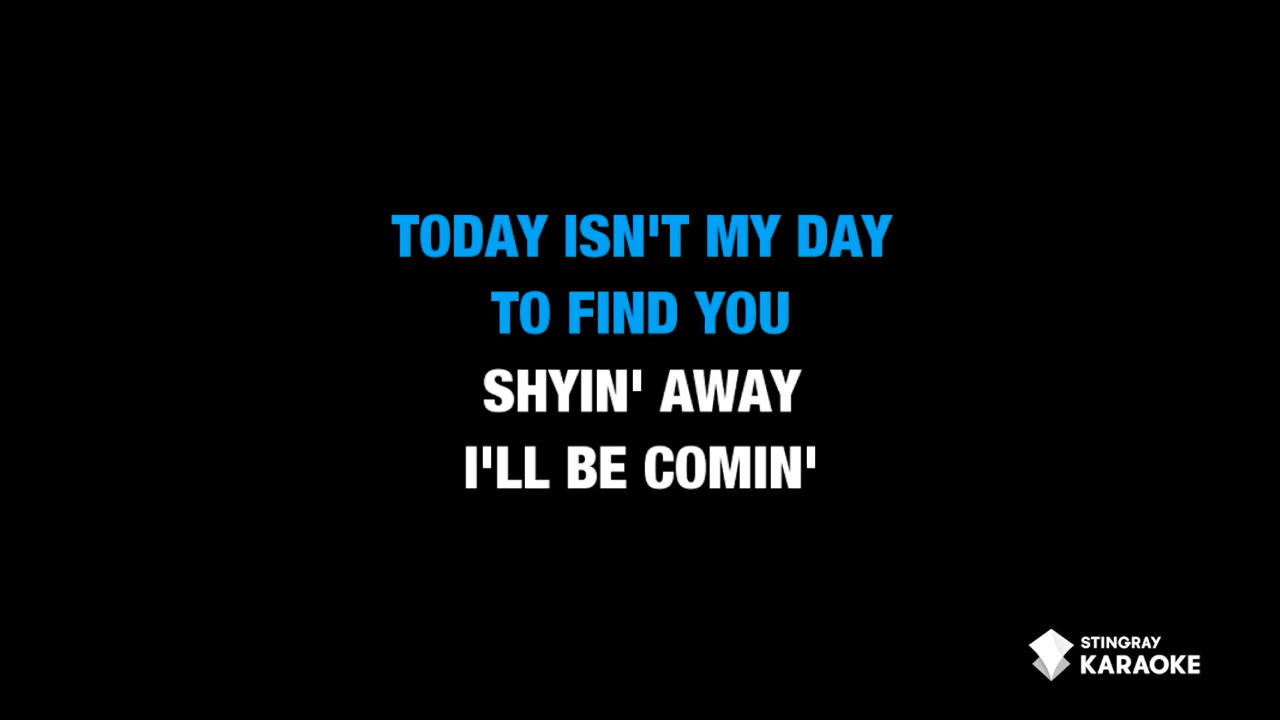 TODAY ISN'T MY DAY
TO FIND YOU
SHYIN' AWAY
I'LL BE COMIN'
STINGRAY
KARAOKE